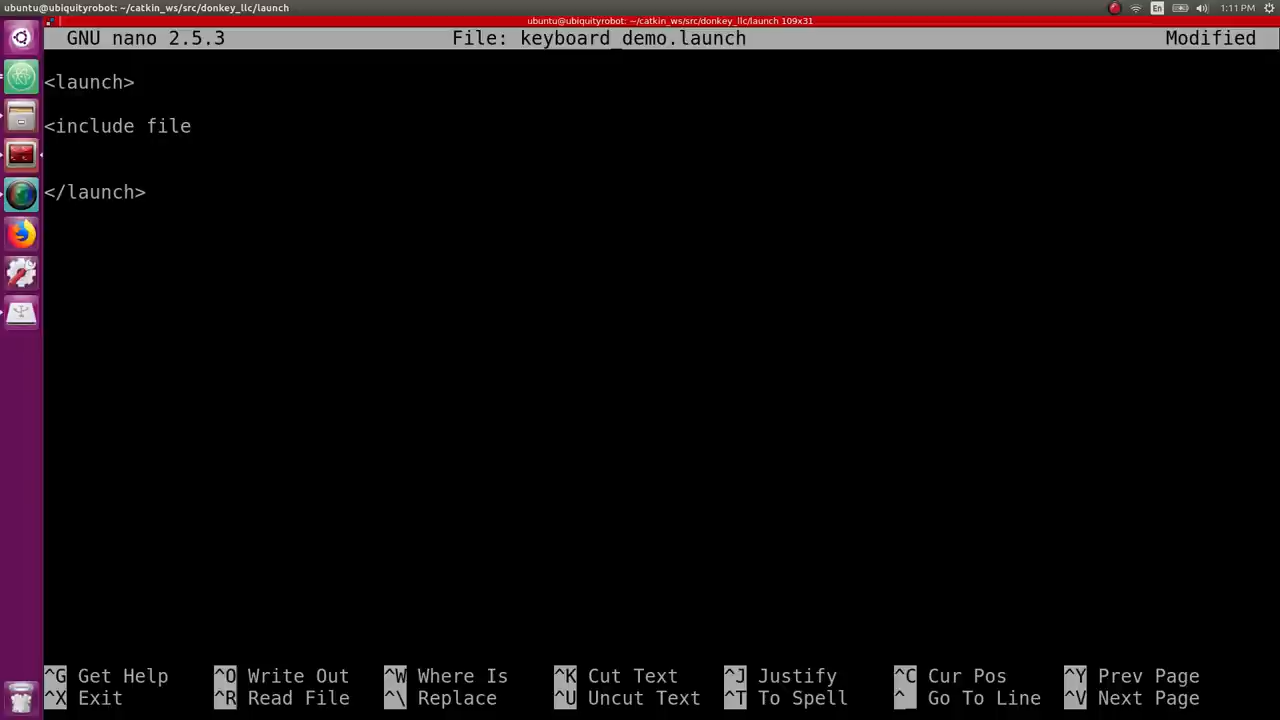 ubuntu@ubiquityrobot: ~/catkin_ws/src/donkey_llc/launch
En
1:11 PM
ubuntu@ubiquityrobot: ~/catkin_ws/src/donkey_llc/launch 109x31
GNU nano 2.5.3 File: keyboard_demo.launch Modified
<launch>
<include file
</launch>
^G Get Help ^O Write Out ^W Where Is ^K Cut Text ^J Justify ^C Cur Pos ^Y Prev Page
^X Exit ^R Read File ^\ Replace ^U Uncut Text ^T To Spell ^_ Go To Line ^V Next Page